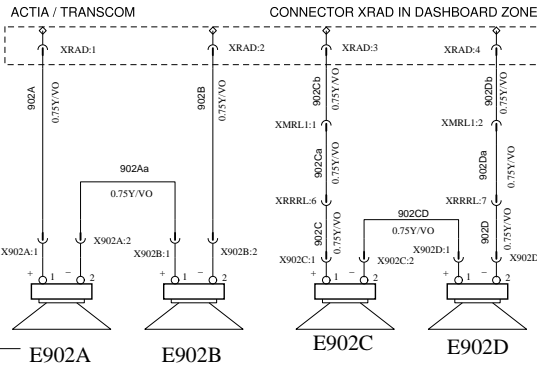 ACTIA / TRANSCOM CONNECTOR XRAD IN DASHBOARD ZONE
XRAD:1 XRAD:2 XRAD:3 XRAD:4
902A 902B 902Cb 902Db
0.75Y/VO 0.75Y/VO 0.75Y/VO 0.75Y/VO
XMRL1:1 XMRL1:2
902Ca 902Da
0.75Y/VO 0.75Y/VO
902Aa
0.75Y/VO
XRRRL:6 XRRRL:7
902C 902CD 902D
0.75Y/VO 0.75Y/VO 0.75Y/VO
X902A:1 X902A:2 X902B:1 X902B:2 X902C:1 X902C:2 X902D:1 X902D
+ 1 − 2 + 1 − 2 + 1 − 2 + 1 − 2
E902A E902B E902C E902D